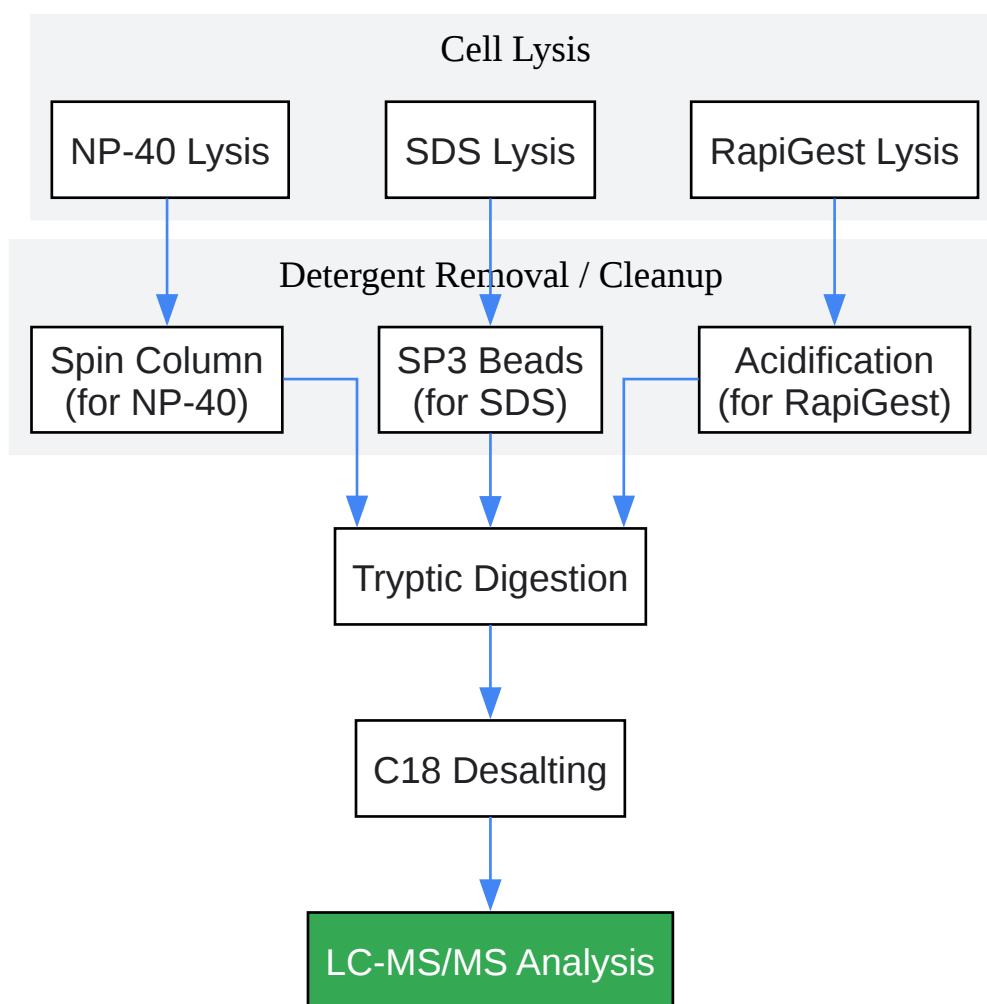 Cell Lysis
NP-40 Lysis
SDS Lysis
RapiGest Lysis
Detergent Removal / Cleanup
Spin Column
(for NP-40)
SP3 Beads
(for SDS)
Acidification
(for RapiGest)
Tryptic Digestion
C18 Desalting
LC-MS/MS Analysis